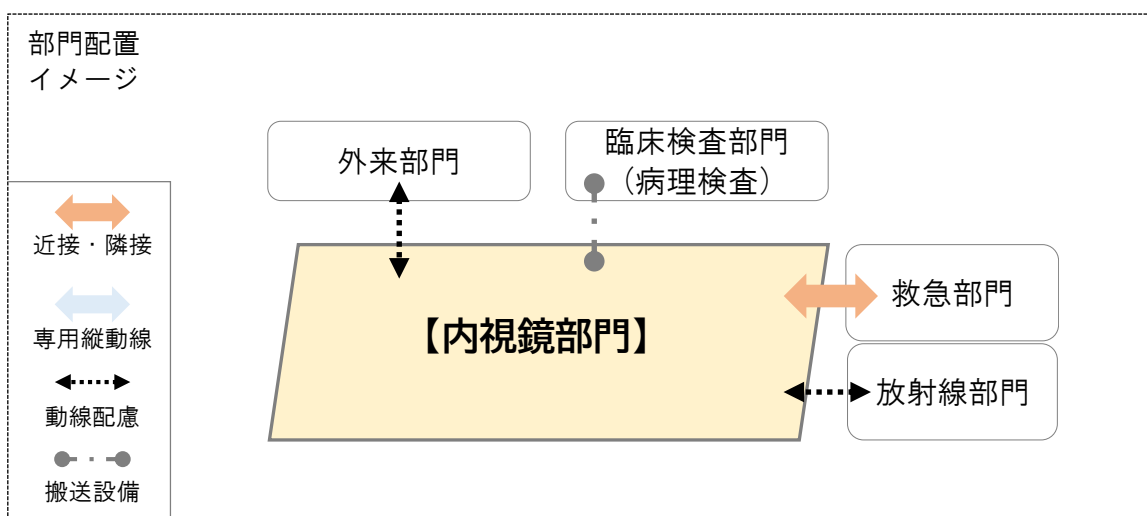 部門配置
イメージ
外来部門
臨床検査部門
（病理検査）
近接・隣接
専用縦動線
動線配慮
搬送設備
【内視鏡部門】
救急部門
放射線部門